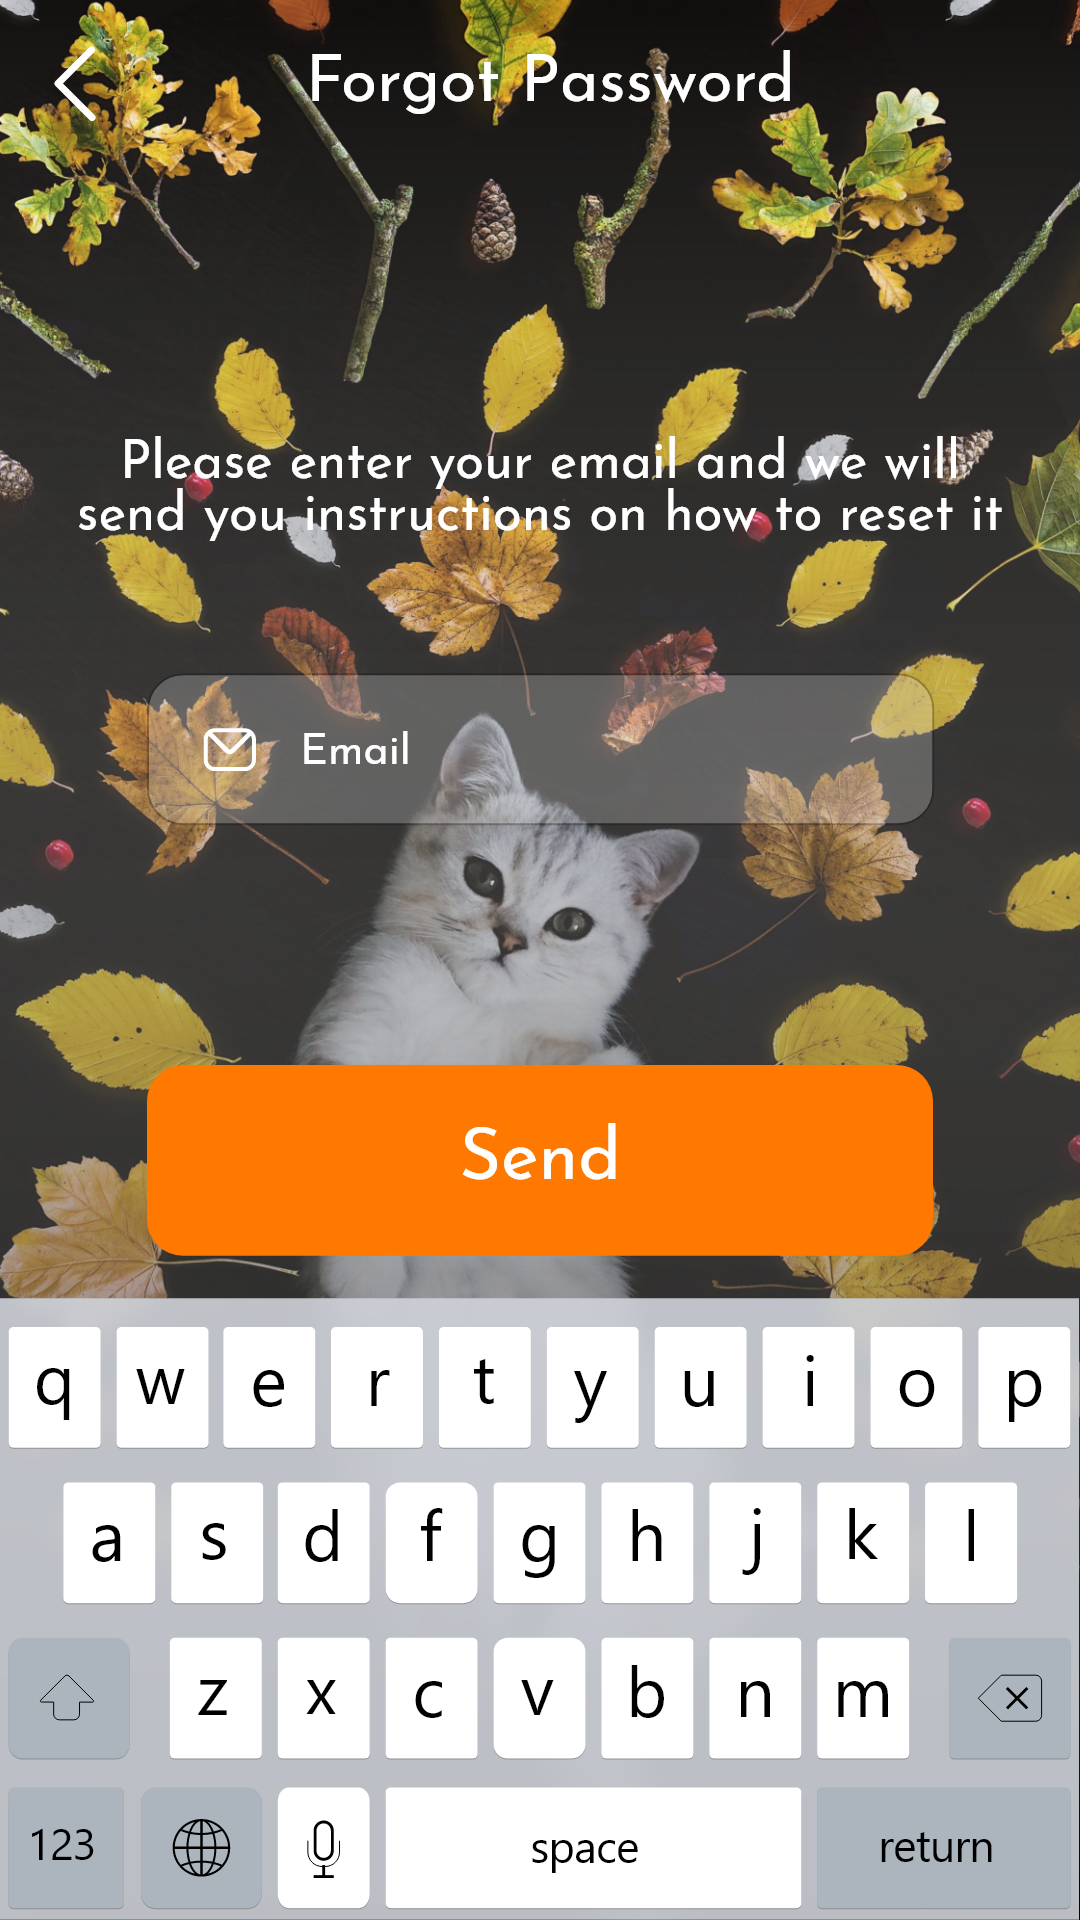 Forgot Password
Please enter your email and we will
send you instructions on how to reset it
Email
Send
q w e r t y u i o p
a s d f g h j k l
z x c v b n m
123 space return